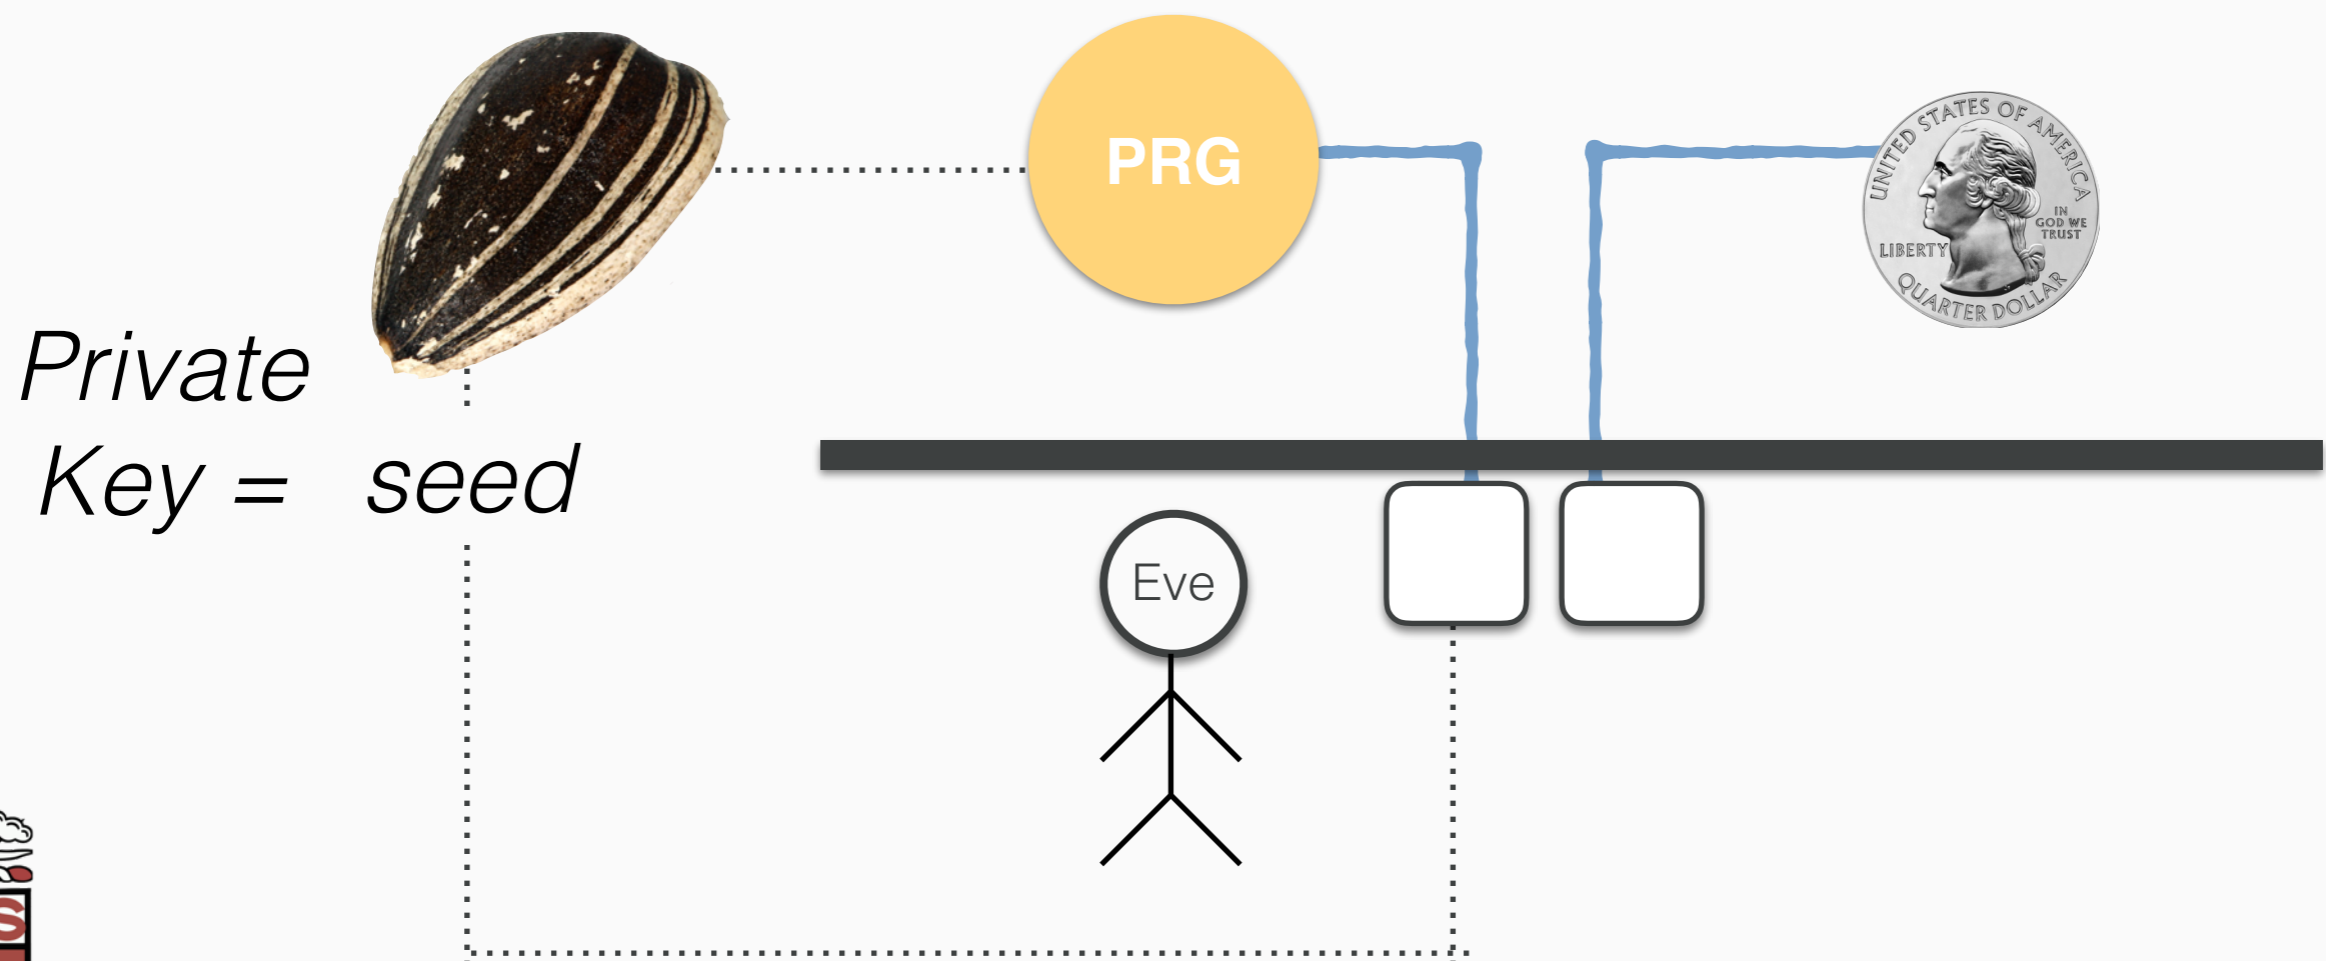 PRG
UNITED STATES OF AMERICA
IN
GOD WE
TRUST
LIBERTY
QUARTER DOLLAR
Private
Key = seed
Eve
S